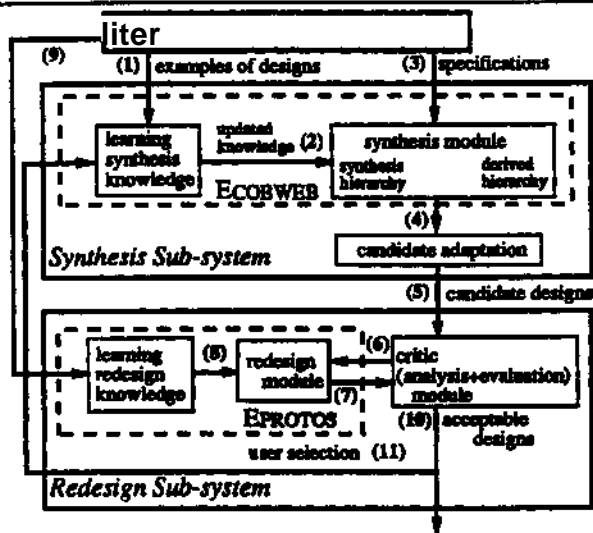 liter
(9)
(1) examples of designs
(3) specifications
learning
synthesis
knowledge
updated
knowledge (2)
synthesis module
synthesis
hierarchy
derived
hierarchy
ECOBWEB
(4)
Synthesis Sub-system
candidate adaptation
(5) candidate designs
learning
redesign
knowledge
(8)
redesign
module
(6)
(7)
critic
(analysis+evaluation)
module
EPROTOS
(10) acceptable
designs
user selection (11)
Redesign Sub-system